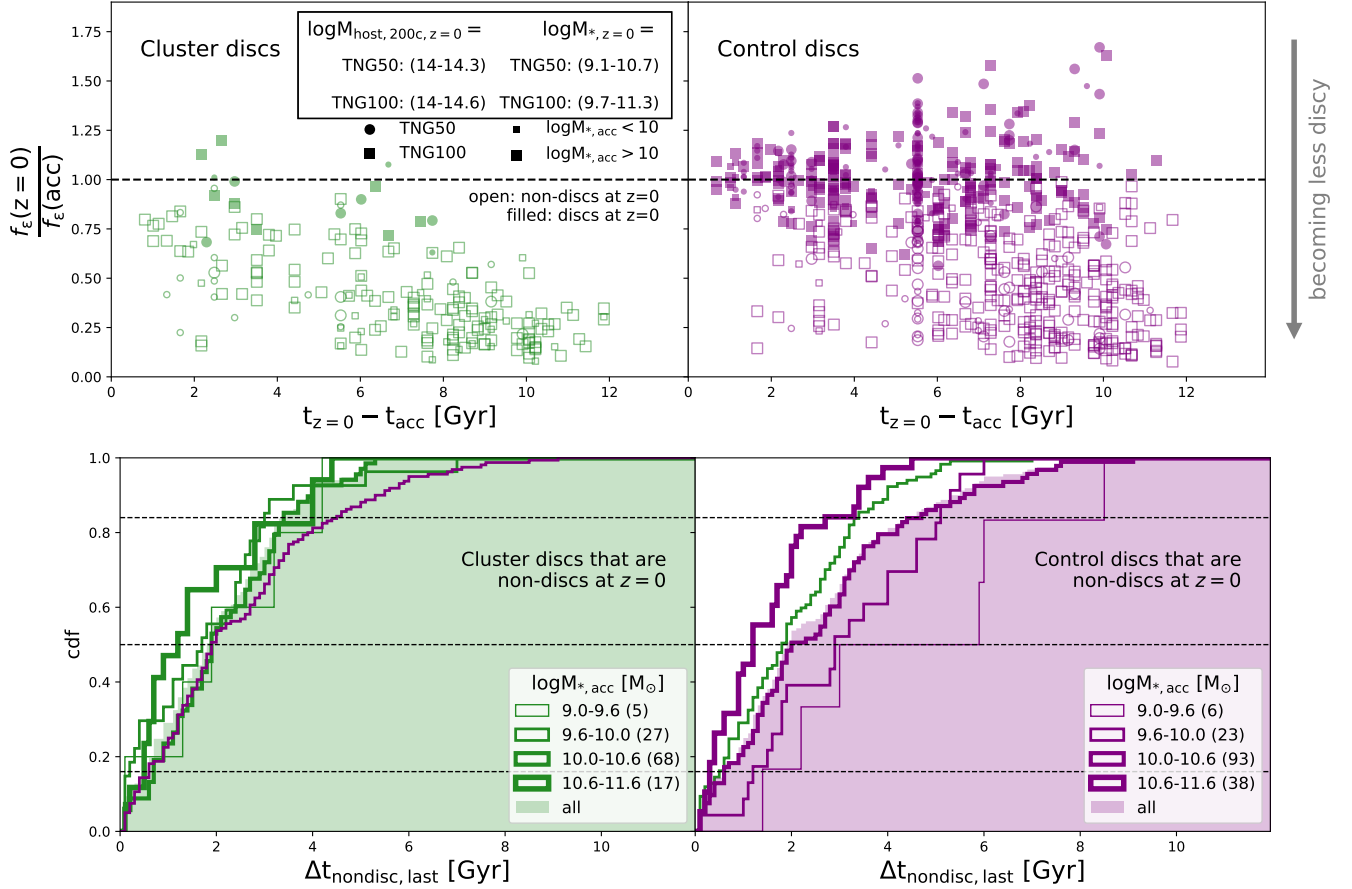 Cluster discs
logM_host, 200c, z=0 =
logM_*, z=0 =
TNG50: (14-14.3)
TNG50: (9.1-10.7)
TNG100: (14-14.6)
TNG100: (9.7-11.3)
TNG50
logM_*, acc < 10
TNG100
logM_*, acc > 10
open: non-discs at z=0
filled: discs at z=0
1.75
1.50
1.25
1.00
0.75
0.50
0.25
0.00
f_ε(z = 0)
f_ε(acc)
0
2
4
6
8
10
12
t_z=0 − t_acc [Gyr]
Control discs
0
2
4
6
8
10
12
t_z=0 − t_acc [Gyr]
becoming less discy
1.0
0.8
0.6
0.4
0.2
0.0
cdf
Cluster discs that are
non-discs at z = 0
logM_*, acc [M_⊙]
9.0-9.6 (5)
9.6-10.0 (27)
10.0-10.6 (68)
10.6-11.6 (17)
all
0
2
4
6
8
10
Δt_nondisc, last [Gyr]
Control discs that are
non-discs at z = 0
logM_*, acc [M_⊙]
9.0-9.6 (6)
9.6-10.0 (23)
10.0-10.6 (93)
10.6-11.6 (38)
all
0
2
4
6
8
10
Δt_nondisc, last [Gyr]